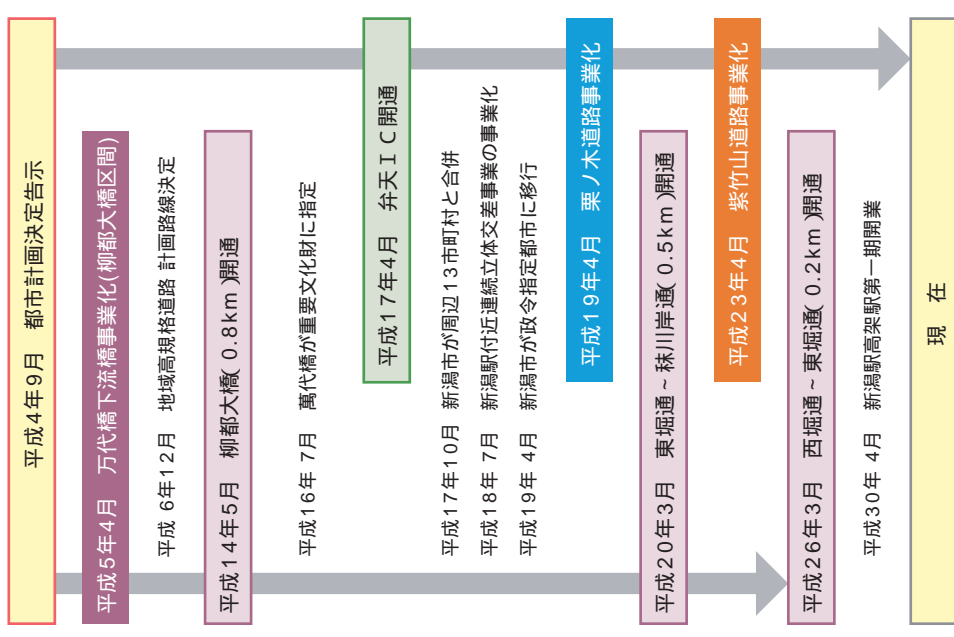 平成4年9月 都市計画決定告示
平成5年4月 万代橋下流橋事業化(柳都大橋区間)
平成 6年12月 地域高規格道路 計画路線決定
平成14年5月 柳都大橋(0.8km)開通
平成16年 7月 萬代橋が重要文化財に指定
平成17年4月 弁天IC開通
平成17年10月 新潟市が周辺13市町村と合併
平成18年 7月 新潟駅付近連続立体交差事業の事業化
平成19年 4月 新潟市が政令指定都市に移行
平成19年4月 栗ノ木道路事業化
平成20年3月 東堀通~秣川岸通(0.5km)開通
平成23年4月 紫竹山道路事業化
平成26年3月 西堀通~東堀通(0.2km)開通
平成30年 4月 新潟駅高架駅第一期開業
現 在